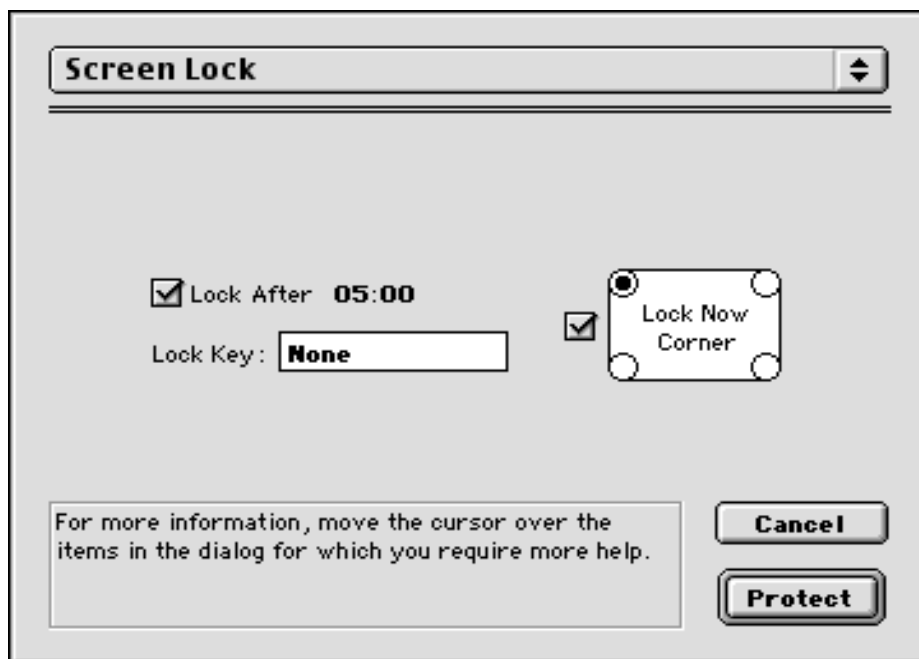 Screen Lock
Lock After 05:00
Lock Key: None
Lock Now
Corner
For more information, move the cursor over the
items in the dialog for which you require more help.
Cancel
Protect